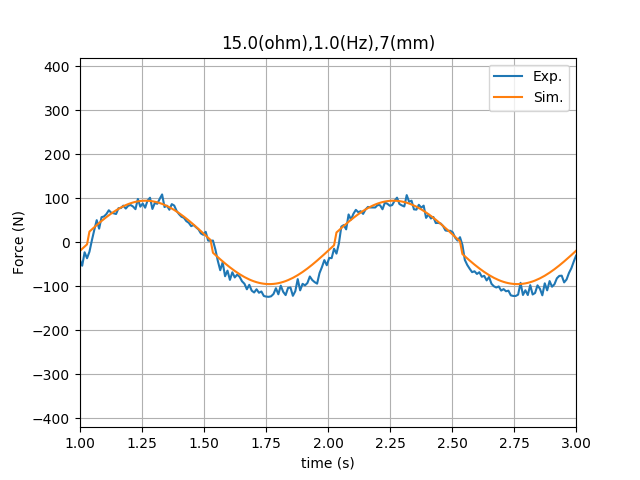 15.0(ohm),1.0(Hz),7(mm)
400
300
200
100
0
−100
−200
−300
−400
Force (N)
Exp.
Sim.
1.00 1.25 1.50 1.75 2.00 2.25 2.50 2.75 3.00
time (s)